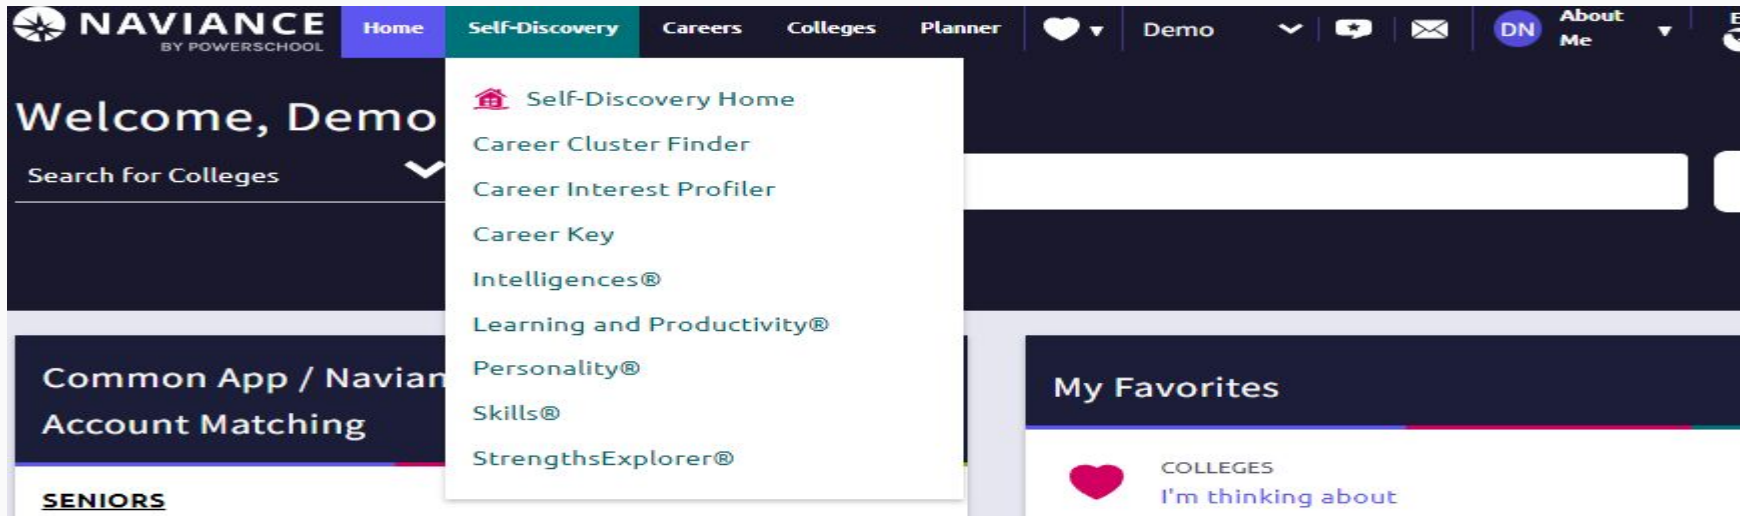 NAVIANCE
BY POWERSCHOOL
Home
Self-Discovery
Careers
Colleges
Planner
Demo
DN
About
Me
Welcome, Demo
Search for Colleges
Self-Discovery Home
Career Cluster Finder
Career Interest Profiler
Career Key
Intelligences®
Learning and Productivity®
Personality®
Skills®
StrengthsExplorer®
Common App / Navian
Account Matching
SENIORS
My Favorites
COLLEGES
I'm thinking about